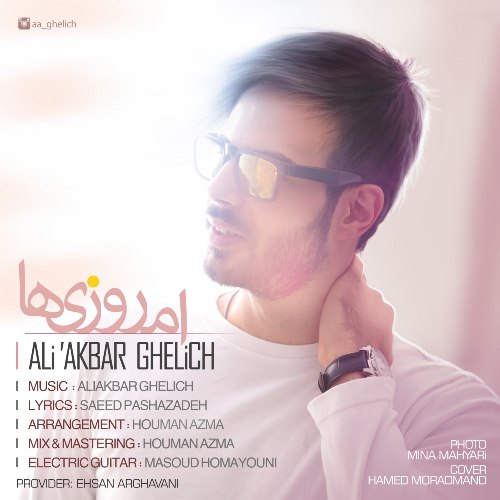 aa_ghelich
امروزی‌ها
ALi 'AKBAR GHELiCH
MUSIC : ALIAKBAR GHELICH
LYRICS : SAEED PASHAZADEH
ARRANGEMENT : HOUMAN AZMA
MIX & MASTERING : HOUMAN AZMA
ELECTRIC GUITAR : MASOUD HOMAYOUNI
PROVIDER: EHSAN ARGHAVANI
PHOTO
MINA MAHYARi
COVER
HAMED MORADMAND